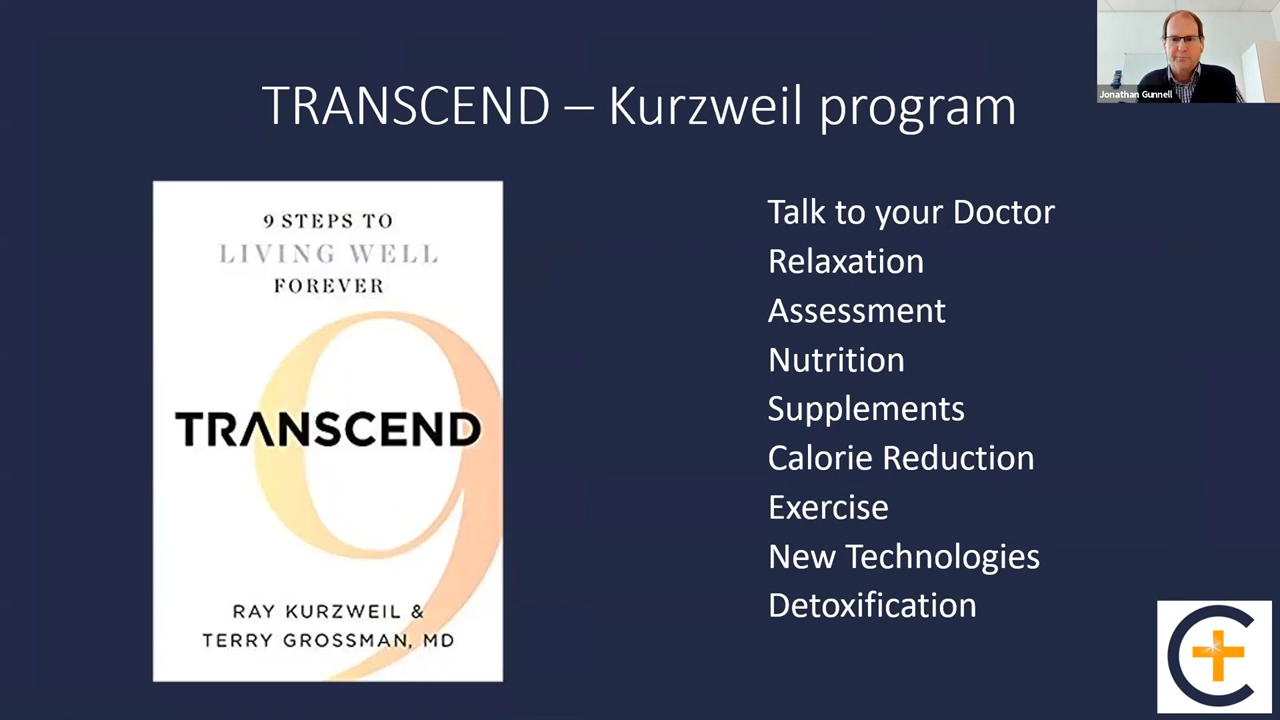 Jonathan Gunnell
TRANSCEND – Kurzweil program
9 STEPS TO
LIVING WELL
FOREVER
TRANSCEND
9
RAY KURZWEIL &
TERRY GROSSMAN, MD
Talk to your Doctor
Relaxation
Assessment
Nutrition
Supplements
Calorie Reduction
Exercise
New Technologies
Detoxification